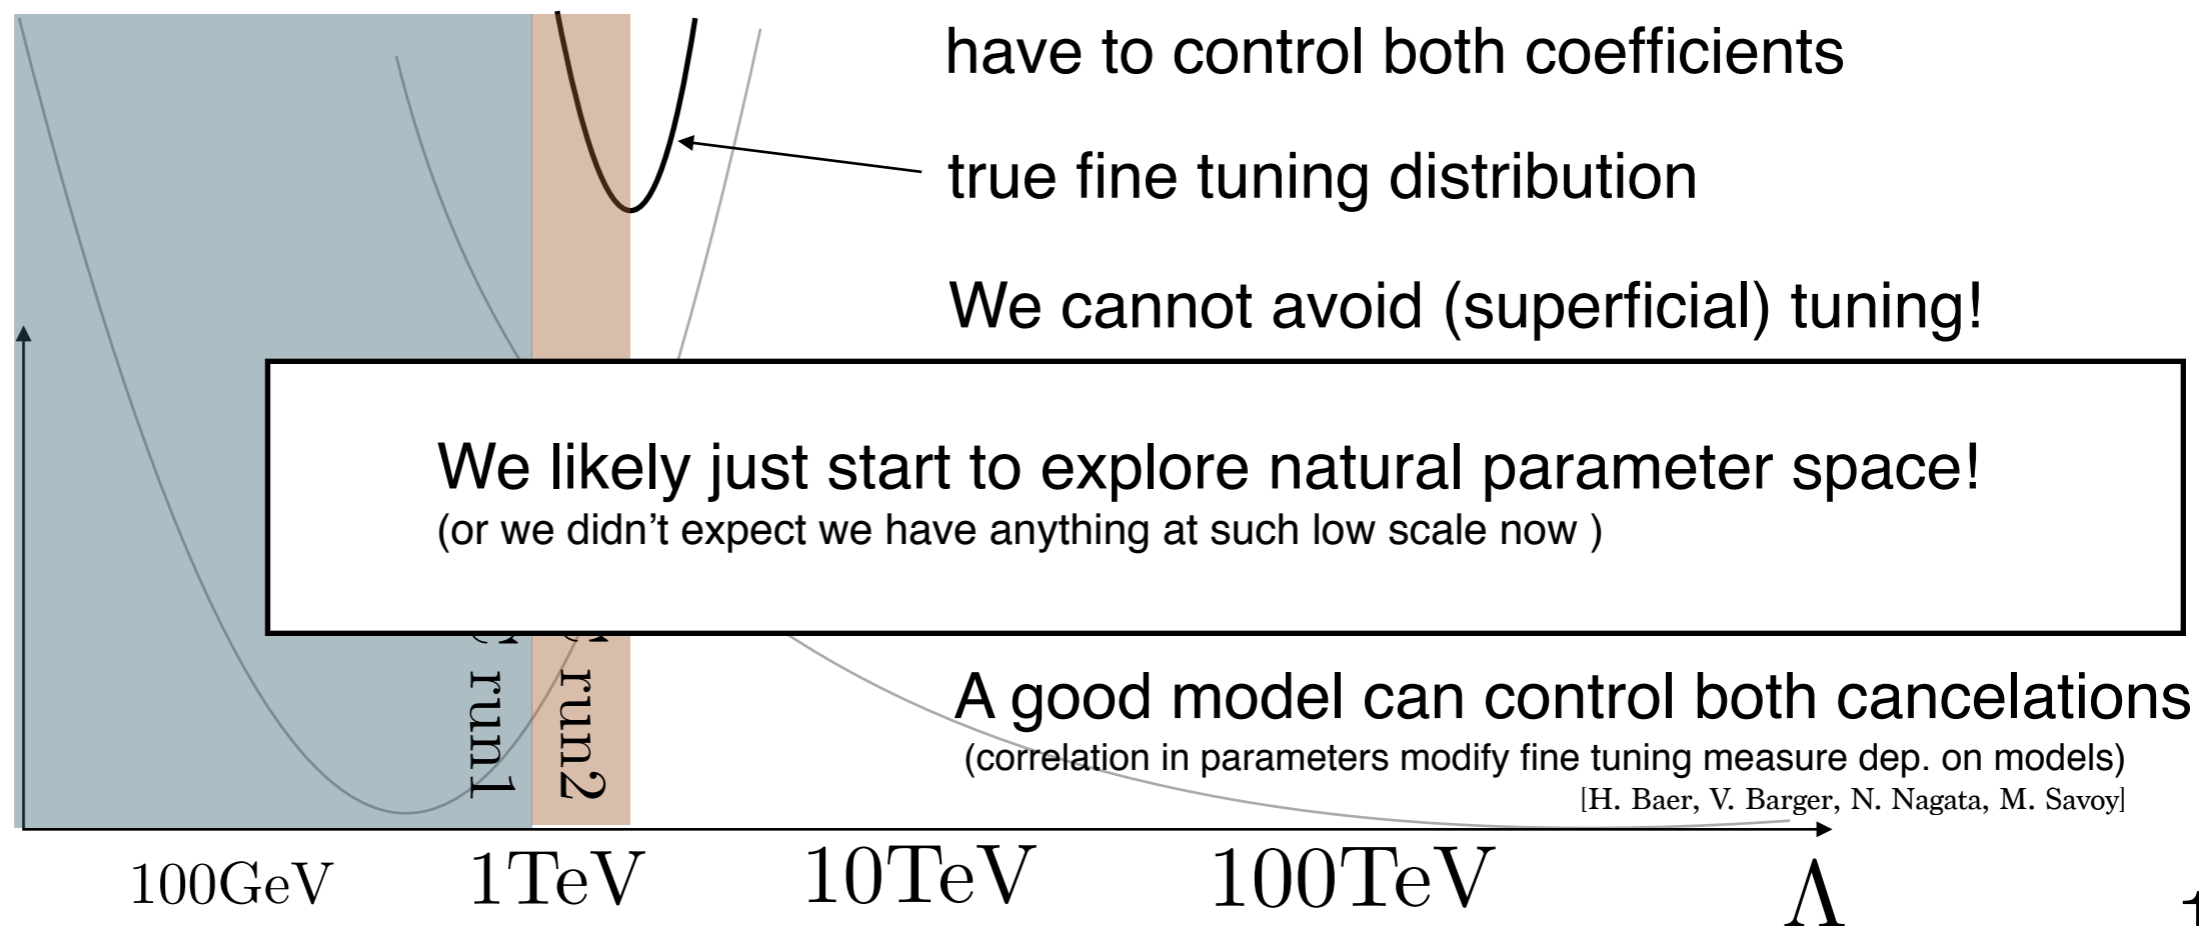 have to control both coefficients
true fine tuning distribution
We cannot avoid (superficial) tuning!
We likely just start to explore natural parameter space!
(or we didn’t expect we have anything at such low scale now )
run1
run2
A good model can control both cancelations
(correlation in parameters modify fine tuning measure dep. on models)
[H. Baer, V. Barger, N. Nagata, M. Savoy]
100GeV
1TeV
10TeV
100TeV
Λ